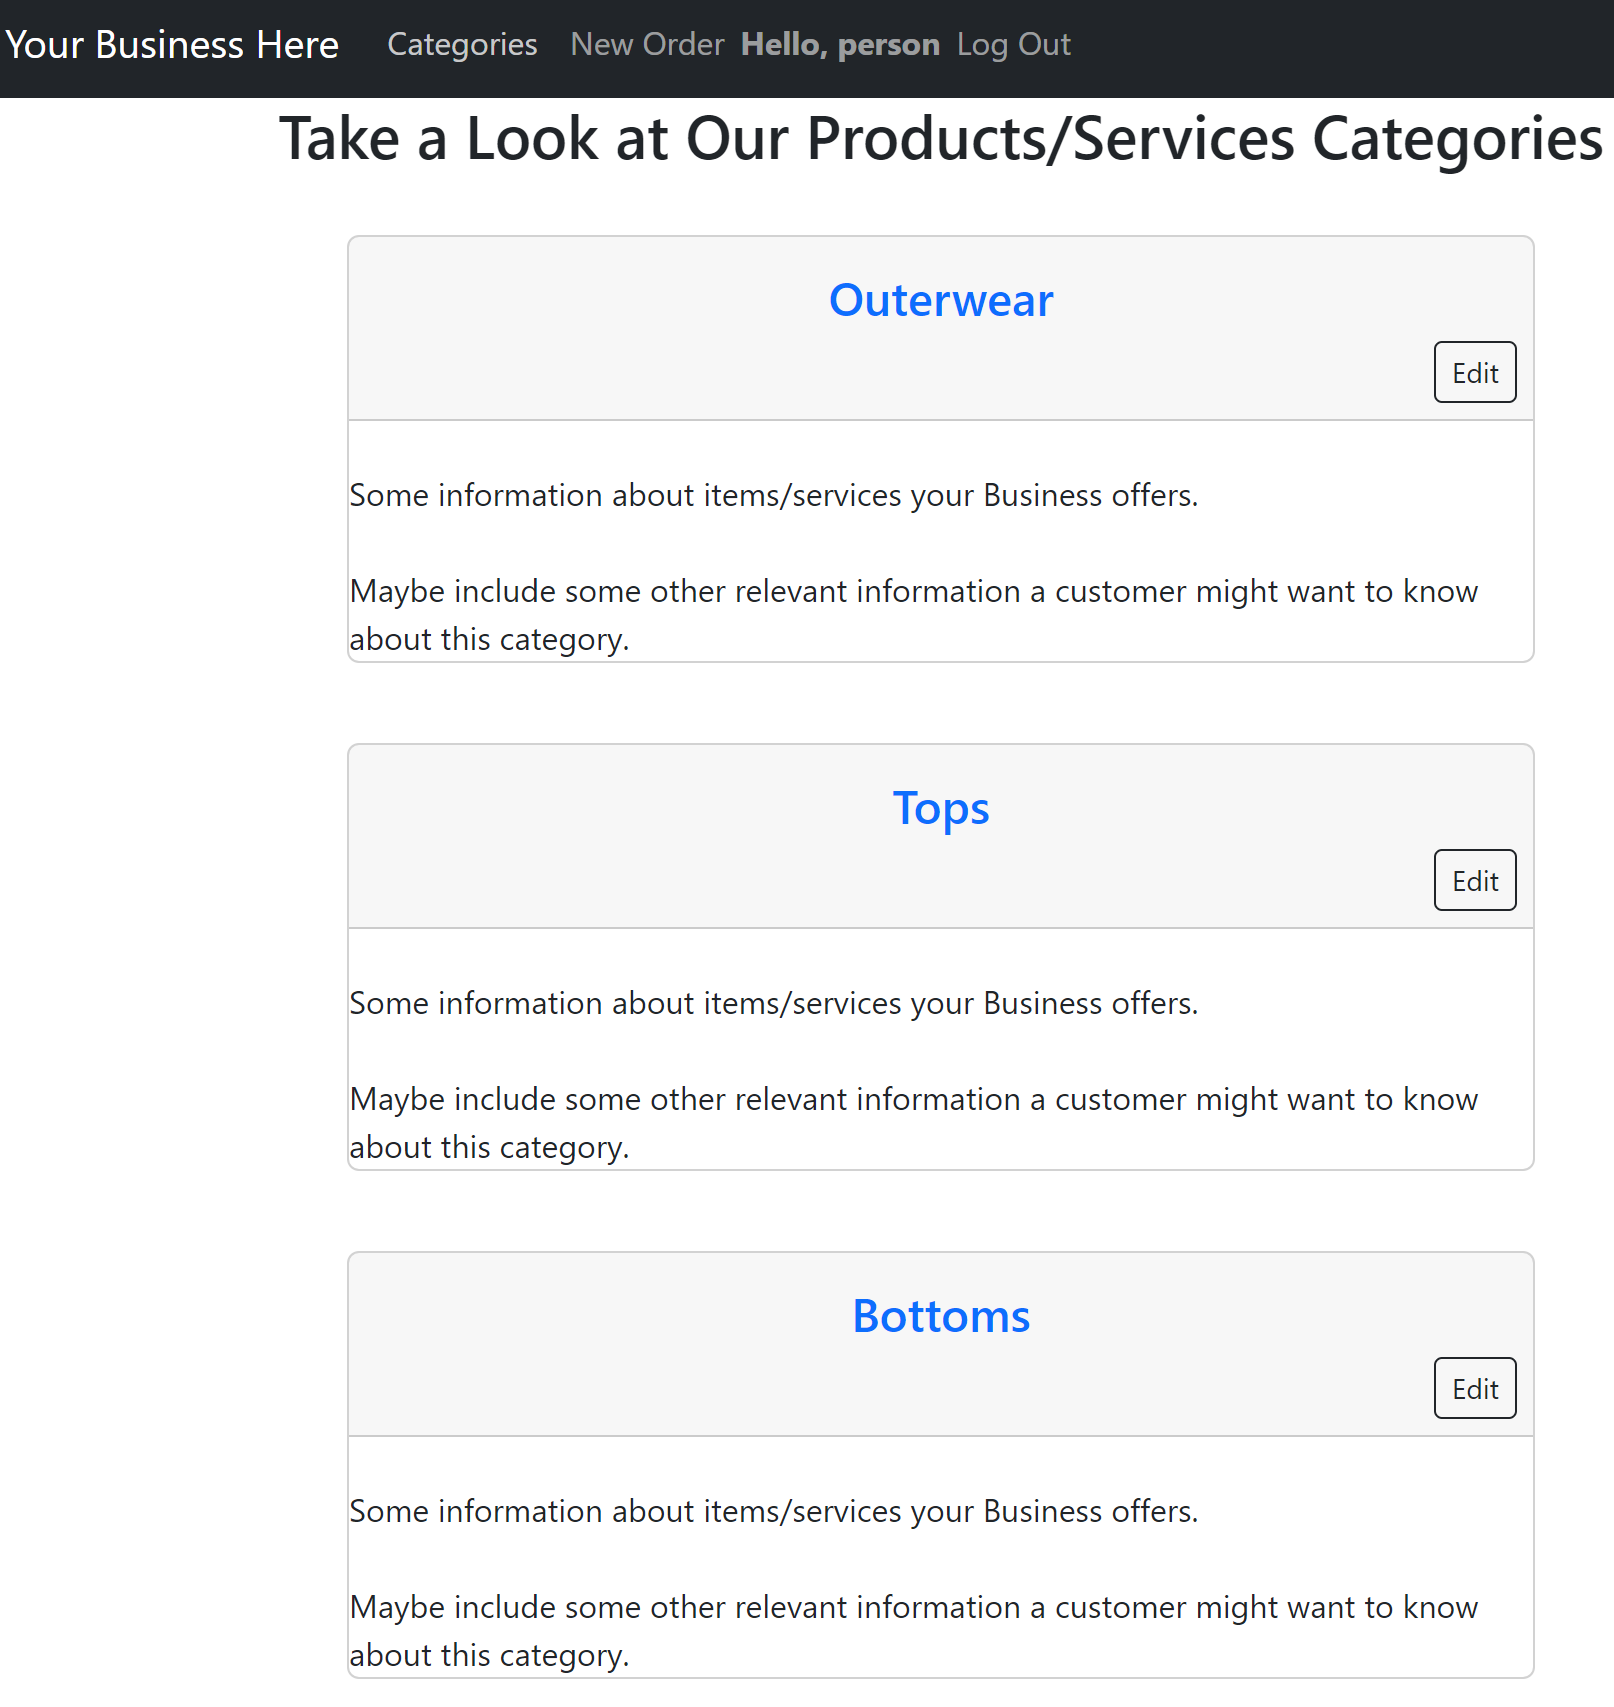 Your Business Here Categories New Order Hello, person Log Out
Take a Look at Our Products/Services Categories
Outerwear
Edit
Some information about items/services your Business offers.
Maybe include some other relevant information a customer might want to know
about this category.
Tops
Edit
Some information about items/services your Business offers.
Maybe include some other relevant information a customer might want to know
about this category.
Bottoms
Edit
Some information about items/services your Business offers.
Maybe include some other relevant information a customer might want to know
about this category.